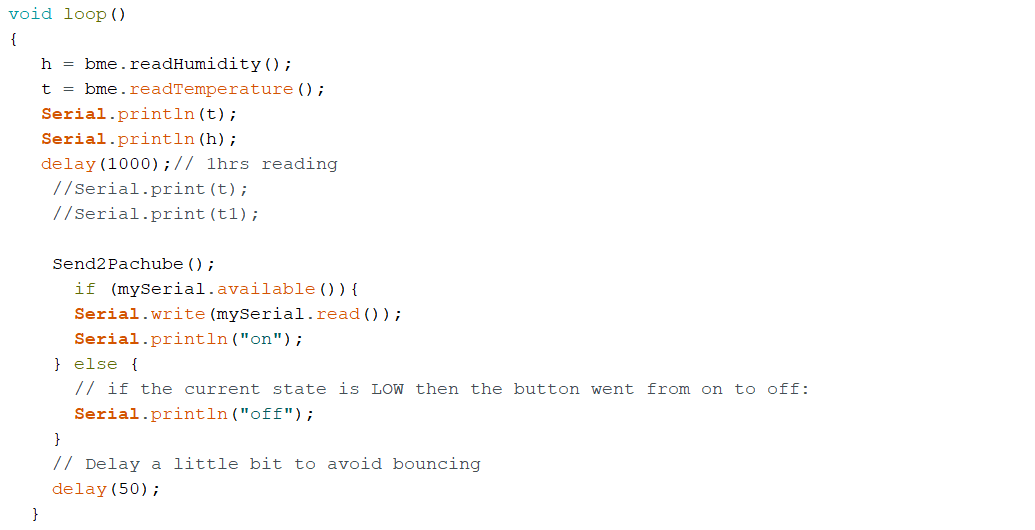 void loop()
{
h = bme.readHumidity();
t = bme.readTemperature();
Serial.println(t);
Serial.println(h);
delay(1000);// 1hrs reading
//Serial.print(t);
//Serial.print(t1);
Send2Pachube();
if (mySerial.available()){
Serial.write(mySerial.read());
Serial.println("on");
} else {
// if the current state is LOW then the button went from on to off:
Serial.println("off");
}
// Delay a little bit to avoid bouncing
delay(50);
}